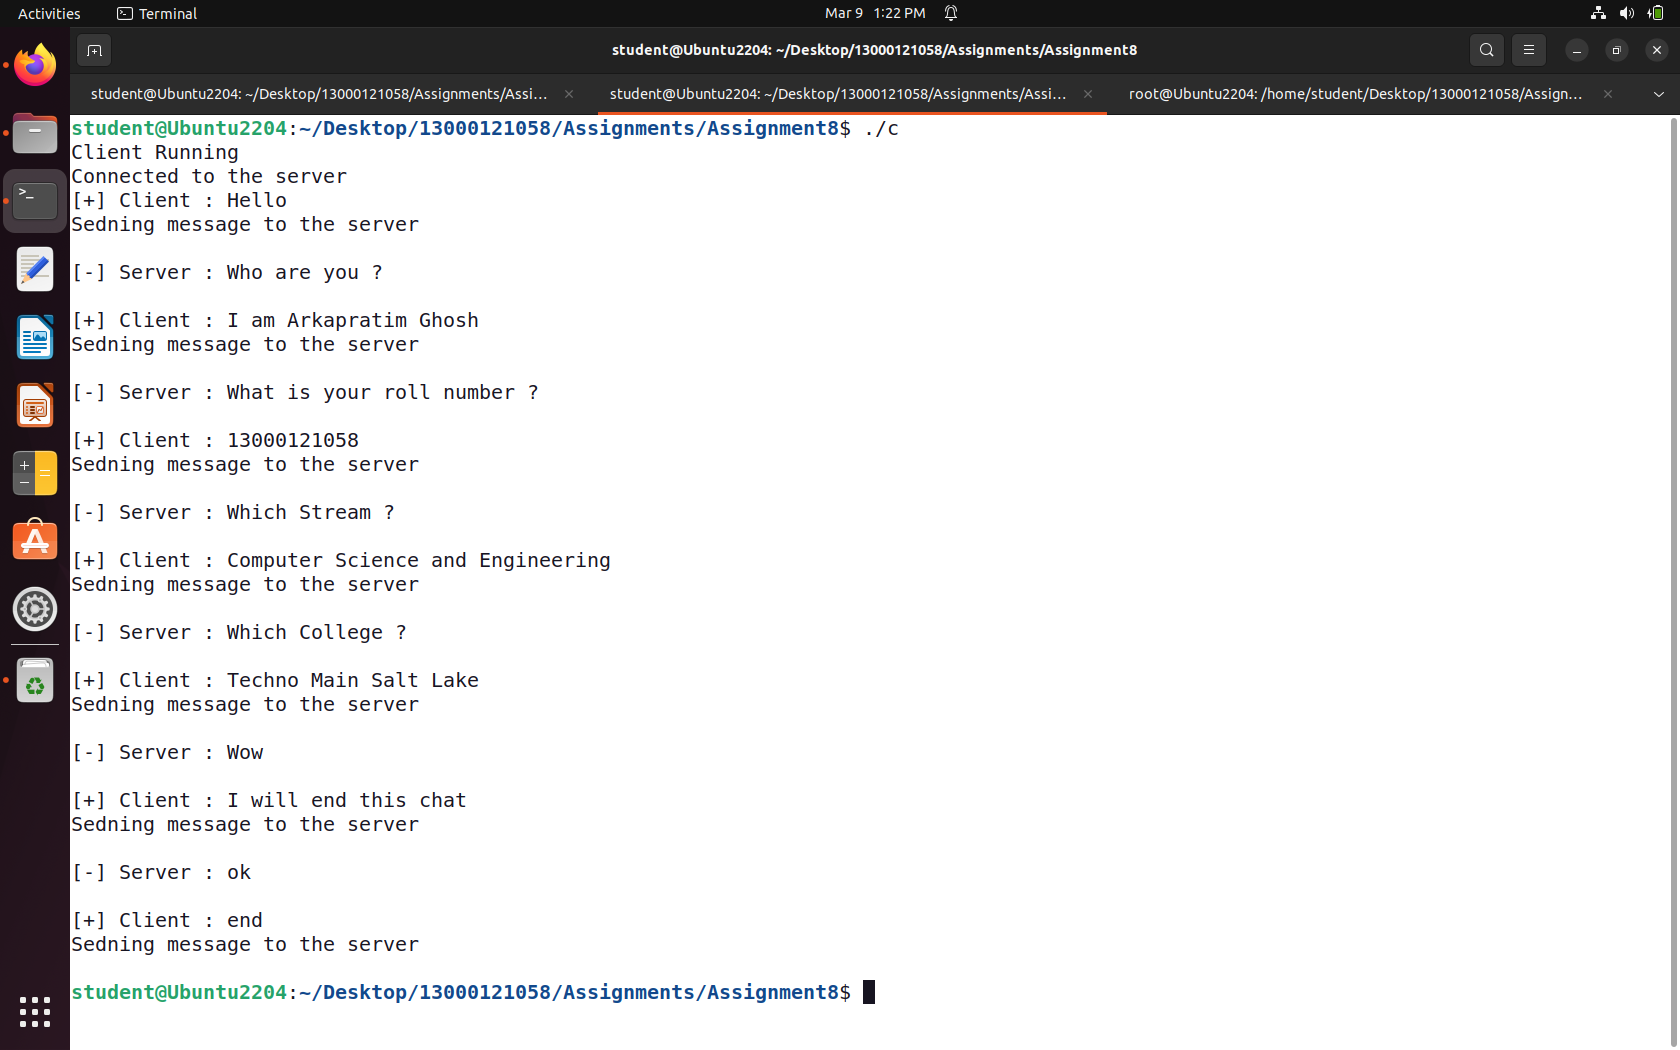 Activities
Terminal
Mar 9 1:22 PM
student@Ubuntu2204: ~/Desktop/13000121058/Assignments/Assignment8
student@Ubuntu2204: ~/Desktop/13000121058/Assignments/Assi...
student@Ubuntu2204: ~/Desktop/13000121058/Assignments/Assi...
root@Ubuntu2204: /home/student/Desktop/13000121058/Assign...
student@Ubuntu2204:~/Desktop/13000121058/Assignments/Assignment8$ ./c
Client Running
Connected to the server
[+] Client : Hello
Sedning message to the server
[-] Server : Who are you ?
[+] Client : I am Arkapratim Ghosh
Sedning message to the server
[-] Server : What is your roll number ?
[+] Client : 13000121058
Sedning message to the server
[-] Server : Which Stream ?
[+] Client : Computer Science and Engineering
Sedning message to the server
[-] Server : Which College ?
[+] Client : Techno Main Salt Lake
Sedning message to the server
[-] Server : Wow
[+] Client : I will end this chat
Sedning message to the server
[-] Server : ok
[+] Client : end
Sedning message to the server
student@Ubuntu2204:~/Desktop/13000121058/Assignments/Assignment8$